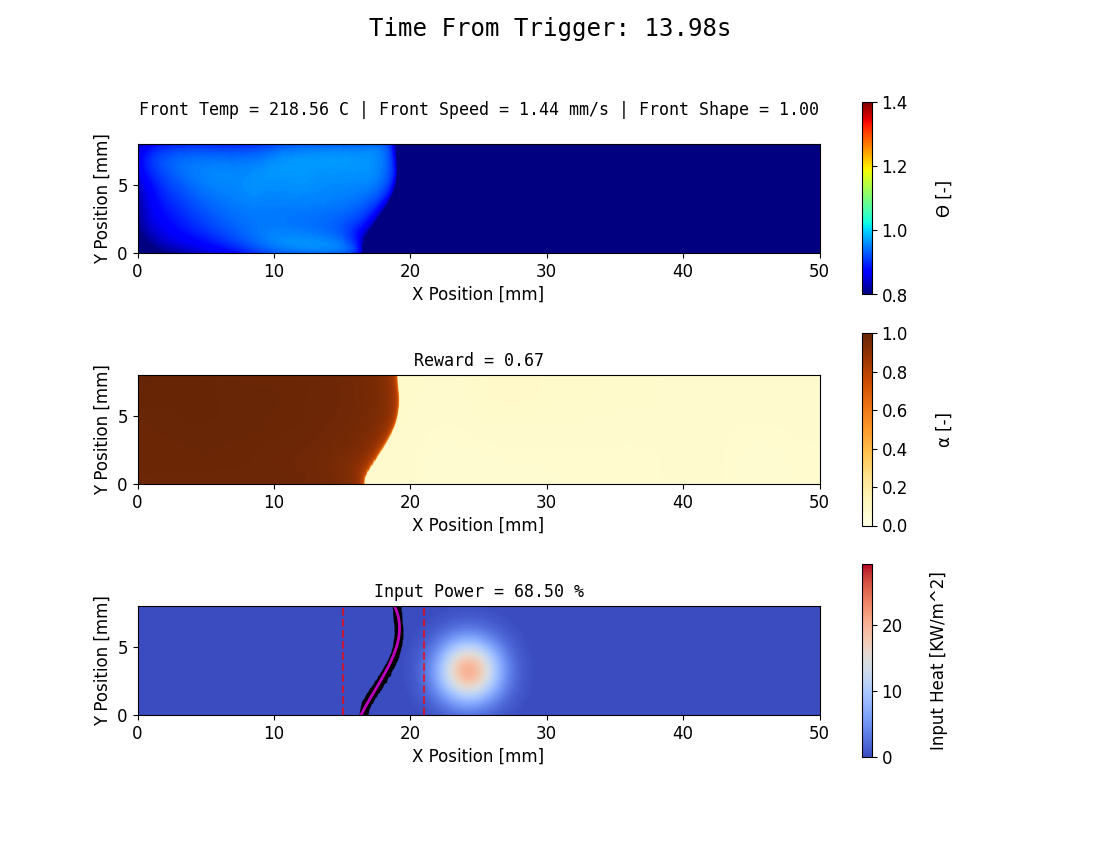 Time From Trigger: 13.98s
Front Temp = 218.56 C | Front Speed = 1.44 mm/s | Front Shape = 1.00
Y Position [mm]
5
0
0 10 20 30 40 50
X Position [mm]
1.4
1.2
1.0
0.8
ϴ [-]
Reward = 0.67
Y Position [mm]
5
0
0 10 20 30 40 50
X Position [mm]
1.0
0.8
0.6
0.4
0.2
0.0
α [-]
Input Power = 68.50 %
Y Position [mm]
5
0
0 10 20 30 40 50
X Position [mm]
20
10
0
Input Heat [KW/m^2]